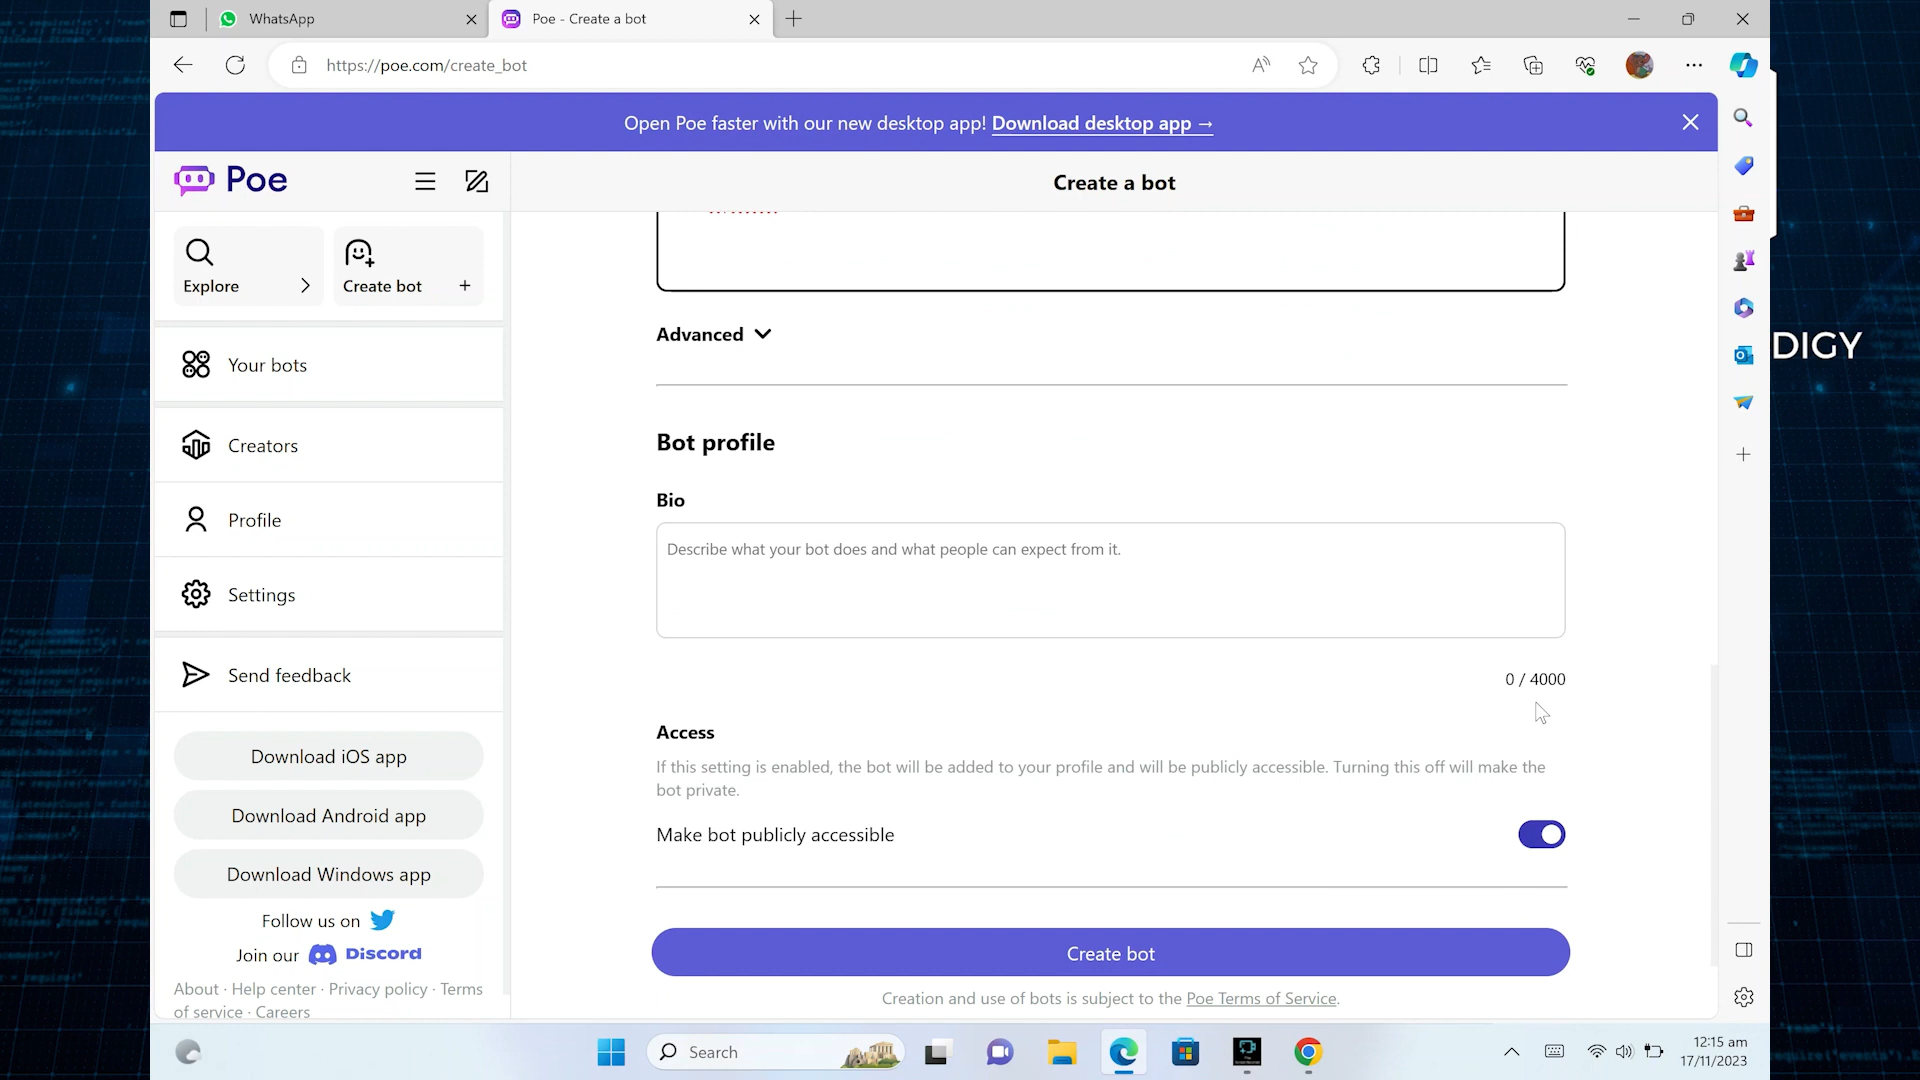 WhatsApp
Poe - Create a bot
https://poe.com/create_bot
Open Poe faster with our new desktop app! Download desktop app →
Poe
Create a bot
Explore
Create bot +
Advanced
Your bots
DIGY
Bot profile
Creators
Bio
Profile
Describe what your bot does and what people can expect from it.
Settings
Send feedback
0 / 4000
Access
Download iOS app
If this setting is enabled, the bot will be added to your profile and will be publicly accessible. Turning this off will make the
bot private.
Download Android app
Make bot publicly accessible
Download Windows app
Follow us on
Join our Discord
Create bot
About · Help center · Privacy policy · Terms
of service · Careers
Creation and use of bots is subject to the Poe Terms of Service.
Search
12:15 am
17/11/2023